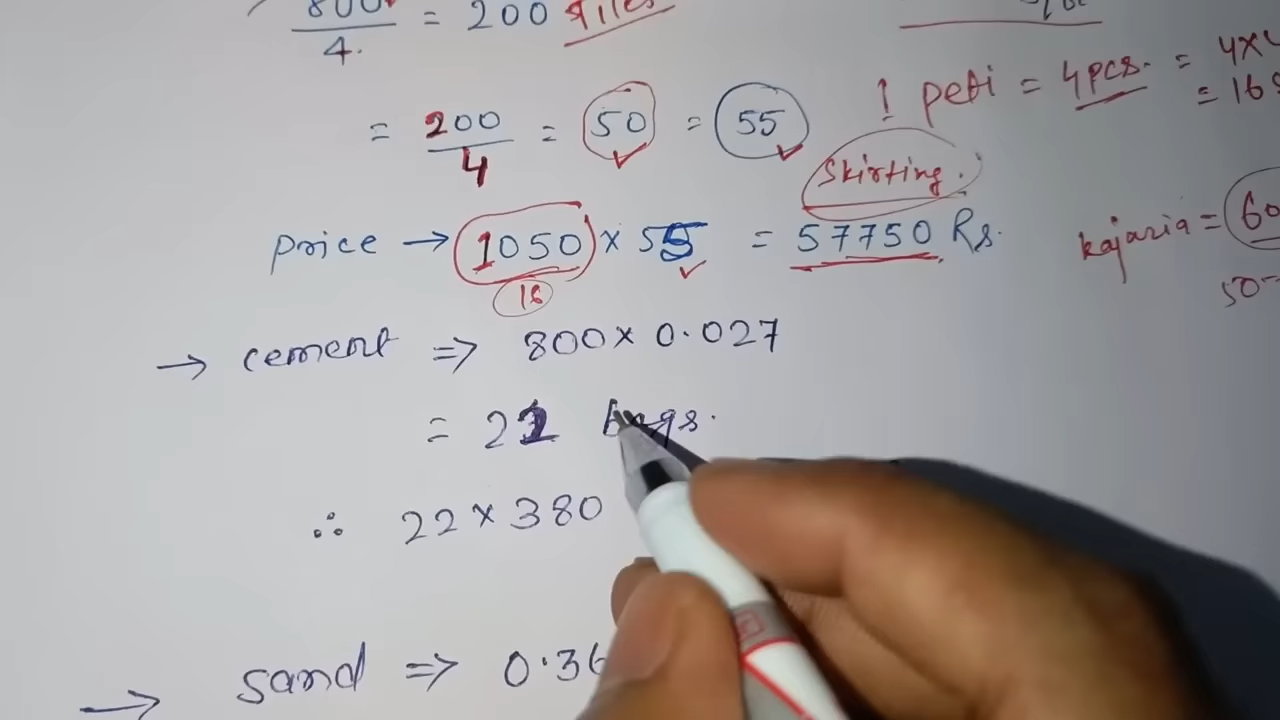 800/4. = 200 tiles
1 peti = 4pcs. = 4x4
= 16
= 200/4 = 50 = 55
Skirting.
price → 1050 × 55 = 57750 Rs.
16
kajaria = 60
50
→ cement => 800 × 0.027
= 22 bags.
∴ 22 × 380
→ sand => 0.36